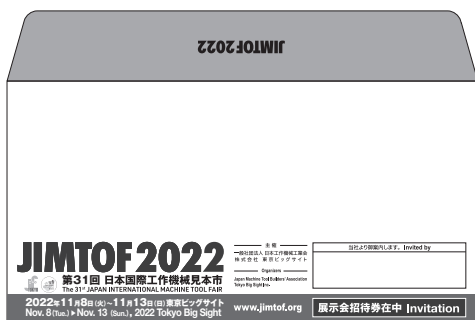 JIMTOF2022
JIMTOF2022
第31回 日本国際工作機械見本市
The 31st JAPAN INTERNATIONAL MACHINE TOOL FAIR
2022年11月8日(火)~11月13日(日)東京ビッグサイト
Nov. 8 (Tue.) ▸ Nov. 13 (Sun.), 2022 Tokyo Big Sight
主催
一般社団法人 日本工作機械工業会
株式会社 東京ビッグサイト
Organizers
Japan Machine Tool Builders' Association
Tokyo Big Sight Inc.
www.jimtof.org
当社より御案内します。 Invited by
展示会招待券在中 Invitation